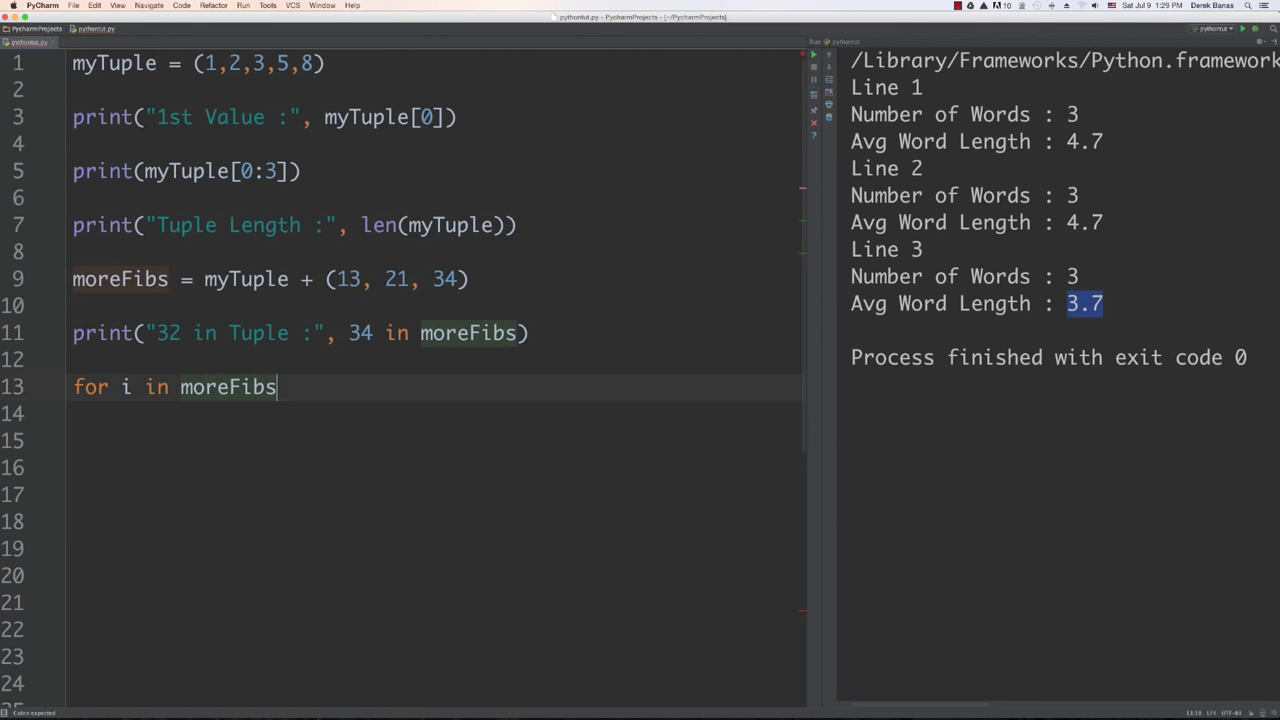 PyCharm File Edit View Navigate Code Refactor Run Tools VCS Window Help
10
Sat Jul 9 1:29 PM Derek Banas
pythontut.py - PycharmProjects - [~/PycharmProjects]
PycharmProjects pythontut.py
pythontut
pythontut.py
Run pythontut
1 myTuple = (1,2,3,5,8)
2
3 print("1st Value :", myTuple[0])
4
5 print(myTuple[0:3])
6
7 print("Tuple Length :", len(myTuple))
8
9 moreFibs = myTuple + (13, 21, 34)
10
11 print("32 in Tuple :", 34 in moreFibs)
12
13 for i in moreFibs
14
15
16
17
18
19
20
21
22
23
24
/Library/Frameworks/Python.framework
Line 1
Number of Words : 3
Avg Word Length : 4.7
Line 2
Number of Words : 3
Avg Word Length : 4.7
Line 3
Number of Words : 3
Avg Word Length : 3.7
Process finished with exit code 0
Colon expected
13:18 LF÷ UTF-8÷